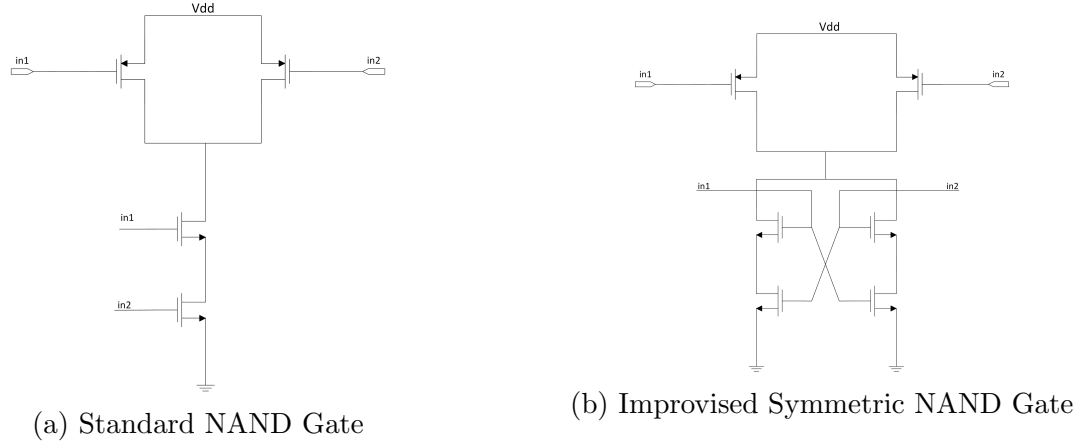 Vdd
in1
in2
in1
in2
(a) Standard NAND Gate
Vdd
in1
in2
in1
in2
(b) Improvised Symmetric NAND Gate